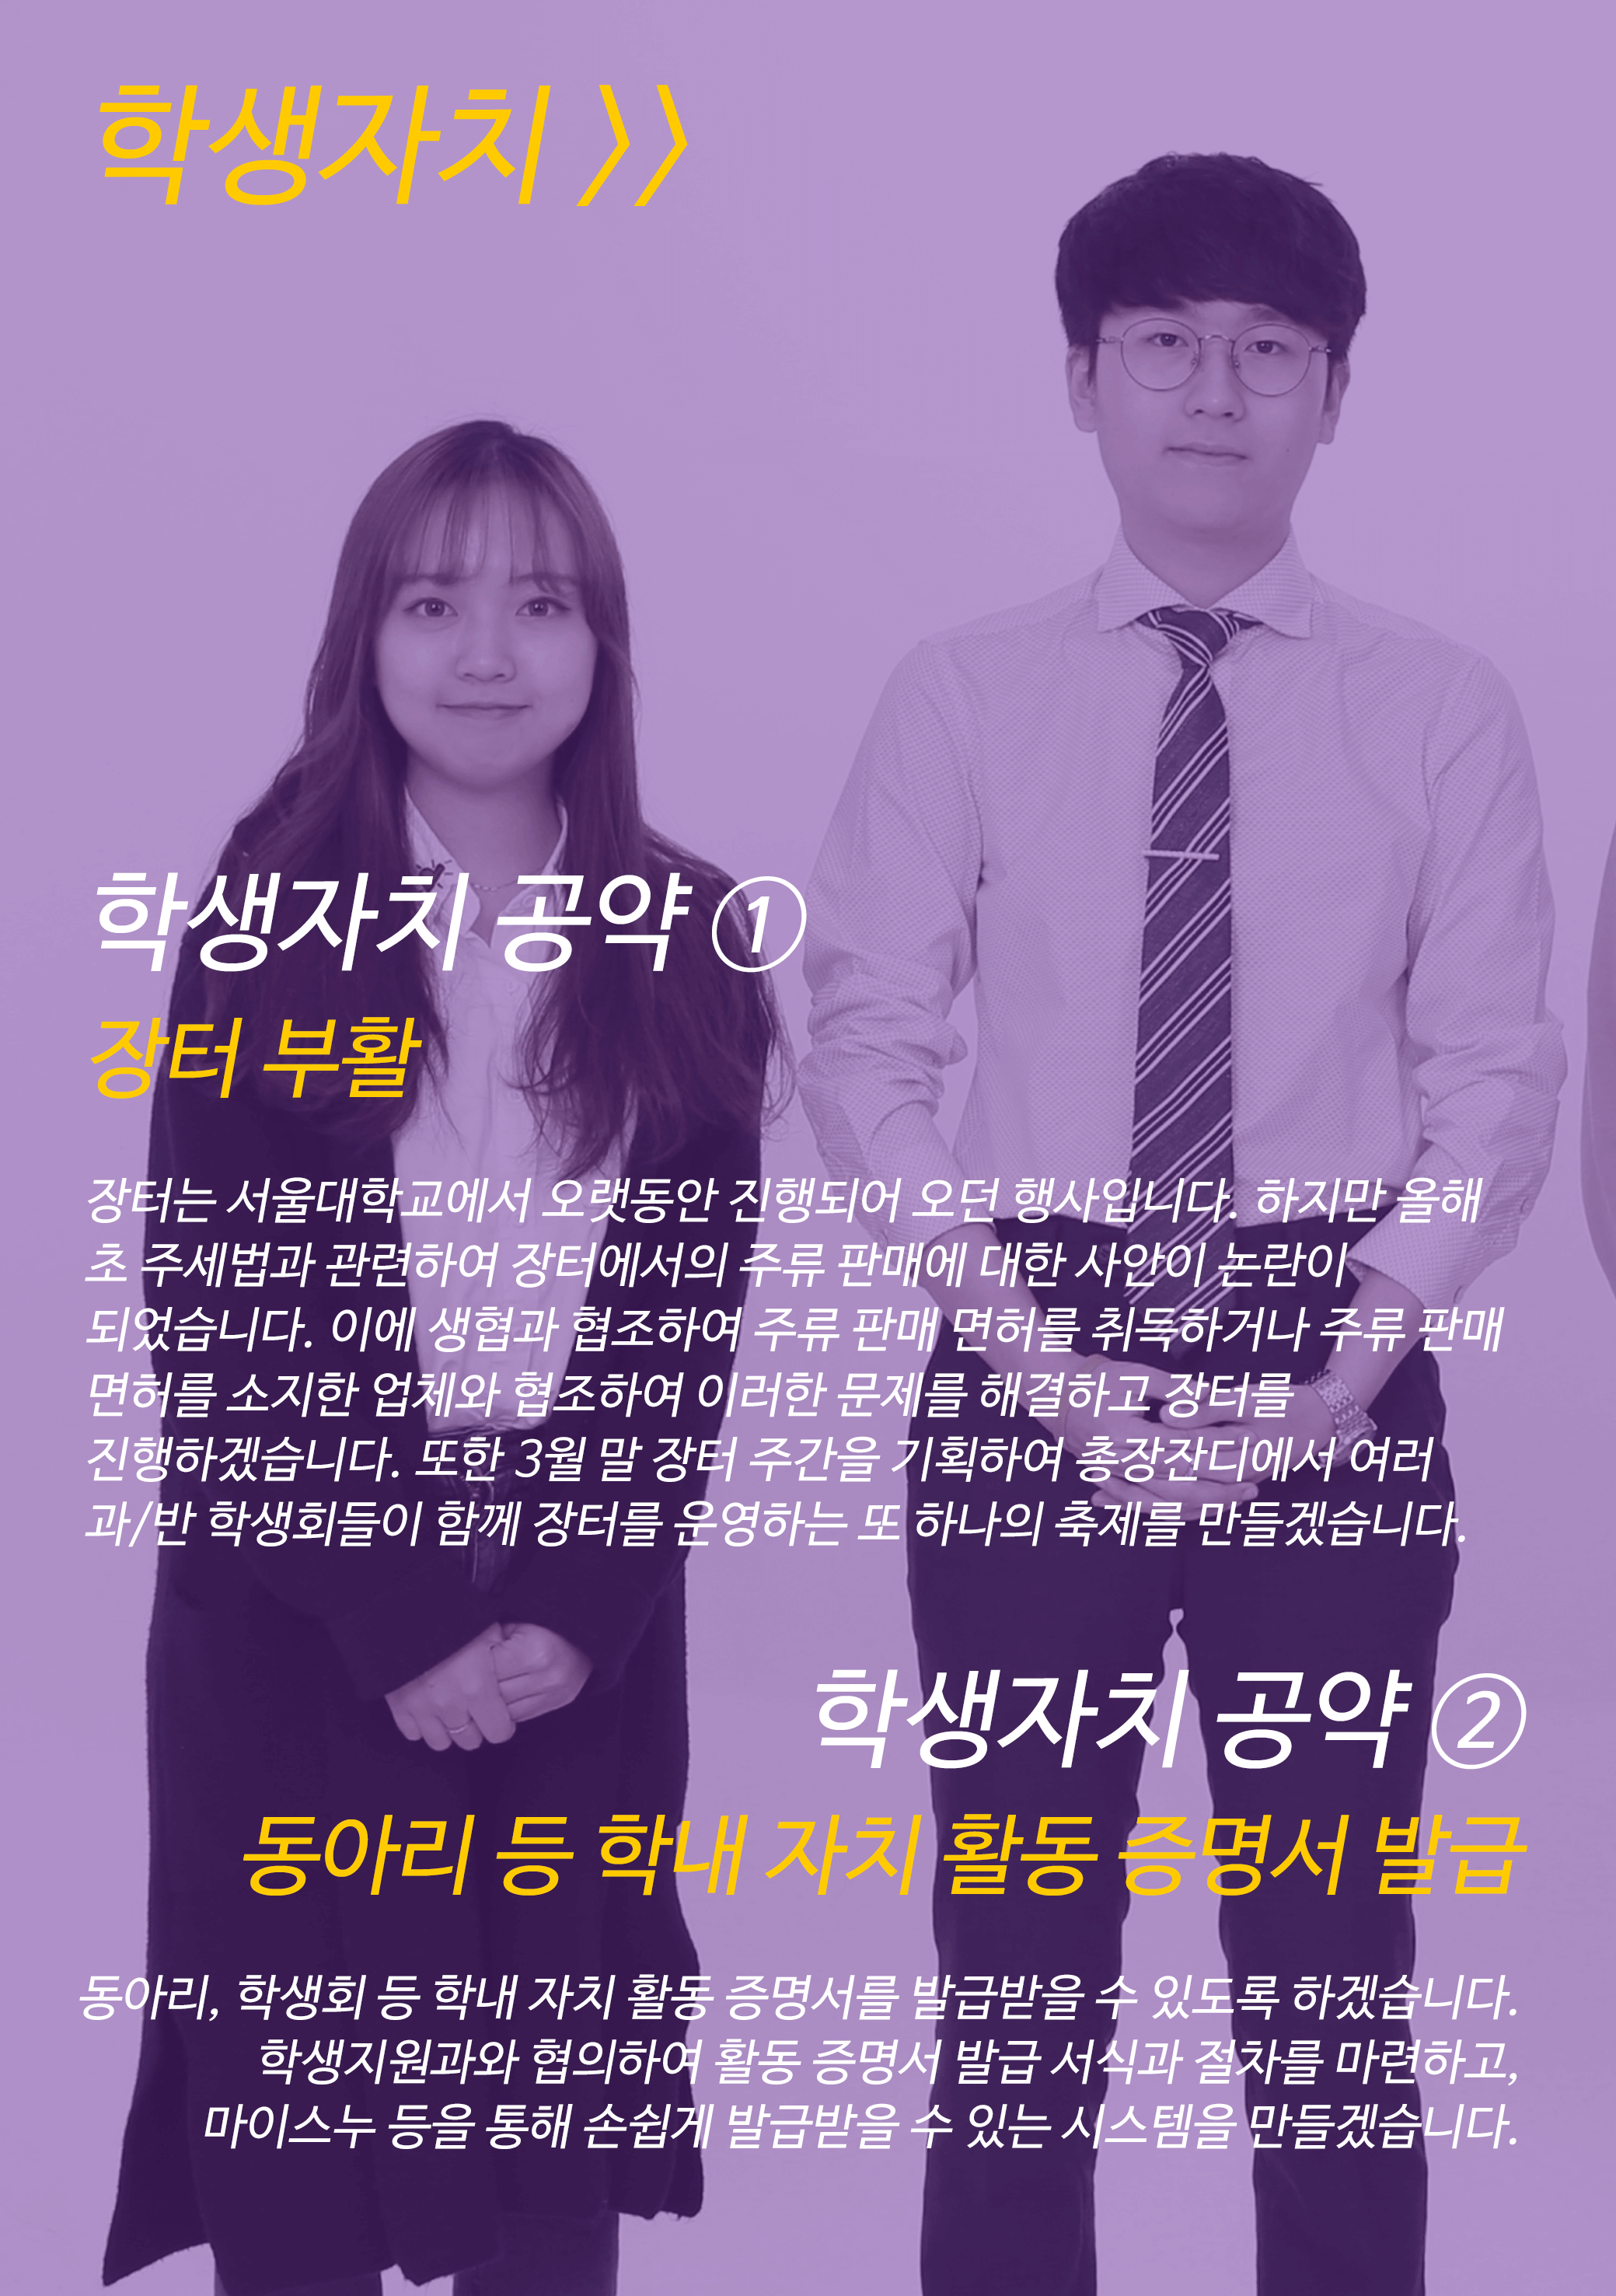 학생자치 >>
학생자치 공약 ①
장터 부활
장터는 서울대학교에서 오랫동안 진행되어 오던 행사입니다. 하지만 올해
초 주세법과 관련하여 장터에서의 주류 판매에 대한 사안이 논란이
되었습니다. 이에 생협과 협조하여 주류 판매 면허를 취득하거나 주류 판매
면허를 소지한 업체와 협조하여 이러한 문제를 해결하고 장터를
진행하겠습니다. 또한 3월 말 장터 주간을 기획하여 총장잔디에서 여러
과/반 학생회들이 함께 장터를 운영하는 또 하나의 축제를 만들겠습니다.
학생자치 공약 ②
동아리 등 학내 자치 활동 증명서 발급
동아리, 학생회 등 학내 자치 활동 증명서를 발급받을 수 있도록 하겠습니다.
학생지원과와 협의하여 활동 증명서 발급 서식과 절차를 마련하고,
마이스누 등을 통해 손쉽게 발급받을 수 있는 시스템을 만들겠습니다.